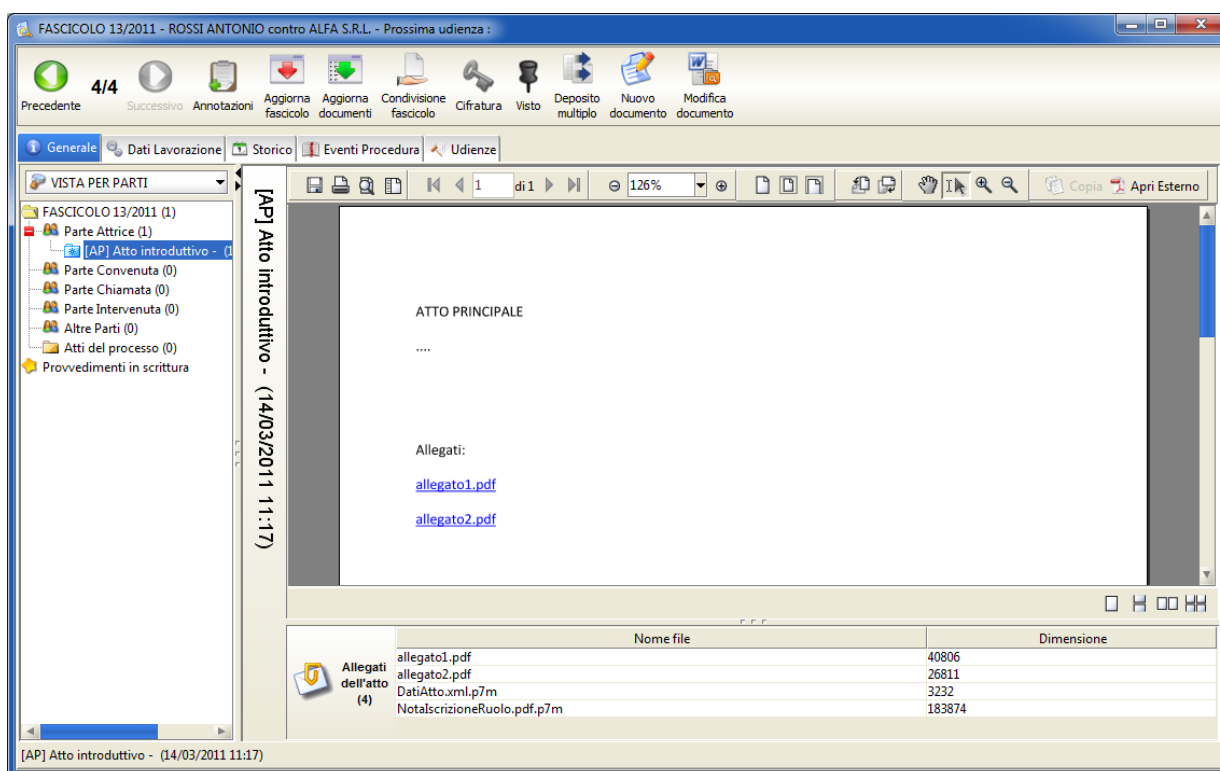 FASCICOLO 13/2011 - ROSSI ANTONIO contro ALFA S.R.L. - Prossima udienza :
4/4
Precedente
Successivo
Annotazioni
Aggiorna fascicolo
Aggiorna documenti
Condivisione fascicolo
Cifratura
Visto
Deposito multiplo
Nuovo documento
Modifica documento
Generale
Dati Lavorazione
Storico
Eventi Procedura
Udienze
VISTA PER PARTI
FASCICOLO 13/2011 (1)
Parte Attrice (1)
[AP] Atto introduttivo - (1
Parte Convenuta (0)
Parte Chiamata (0)
Parte Intervenuta (0)
Altre Parti (0)
Atti del processo (0)
Provvedimenti in scrittura
[AP] Atto introduttivo - (14/03/2011 11:17)
1
di 1
126%
Copia
Apri Esterno
ATTO PRINCIPALE
....
Allegati:
allegato1.pdf
allegato2.pdf
Allegati dell'atto (4)
Nome file Dimensione
allegato1.pdf 40806
allegato2.pdf 26811
DatiAtto.xml.p7m 3232
NotaIscrizioneRuolo.pdf.p7m 183874
[AP] Atto introduttivo - (14/03/2011 11:17)